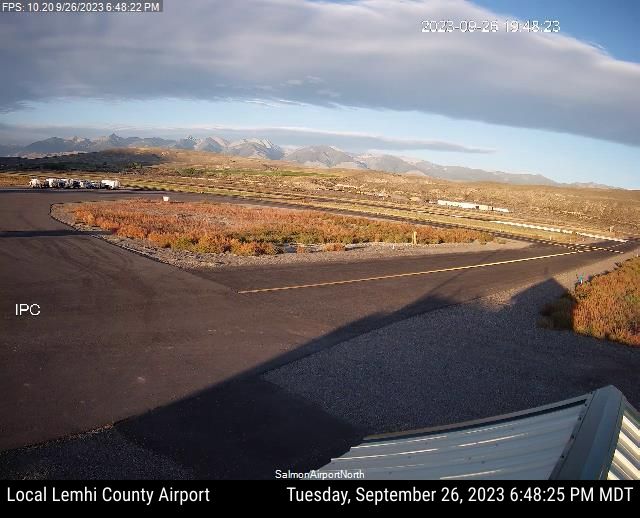 FPS: 10.20 9/26/2023 6:48:22 PM
2023-09-26 19:48:23
IPC
SalmonAirportNorth
Local Lemhi County Airport Tuesday, September 26, 2023 6:48:25 PM MDT